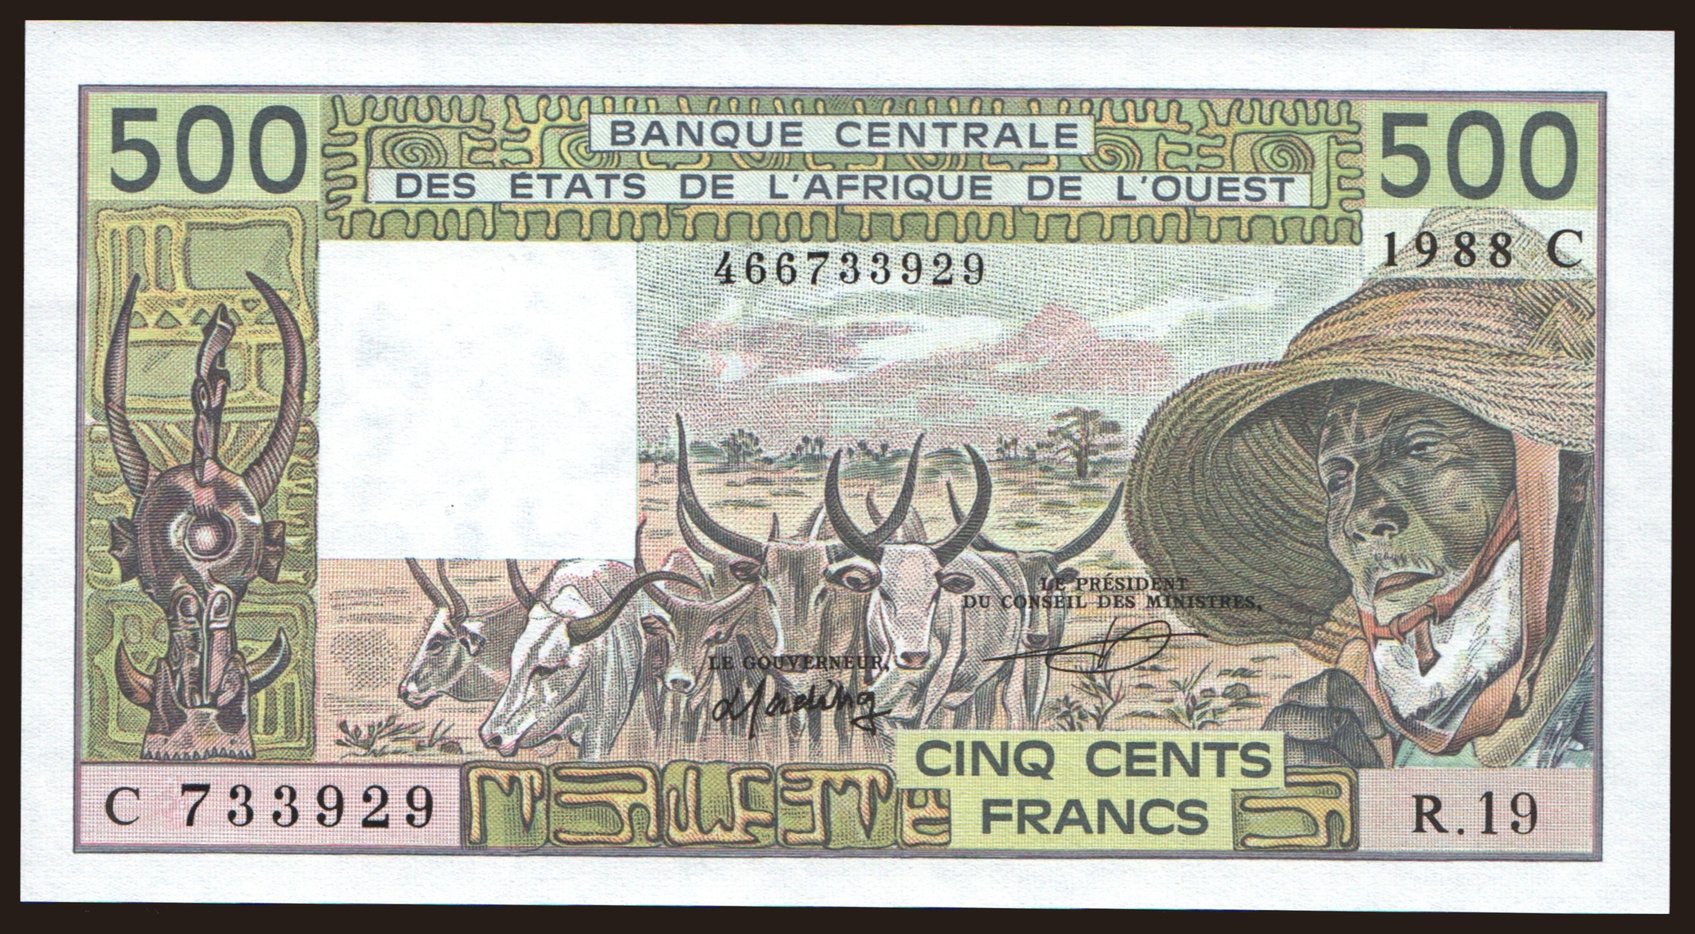 500
BANQUE CENTRALE
DES ÉTATS DE L'AFRIQUE DE L'OUEST
500
1988 C
466733929
LE PRÉSIDENT
DU CONSEIL DES MINISTRES,
LE GOUVERNEUR,
CINQ CENTS
FRANCS
C 733929
R.19